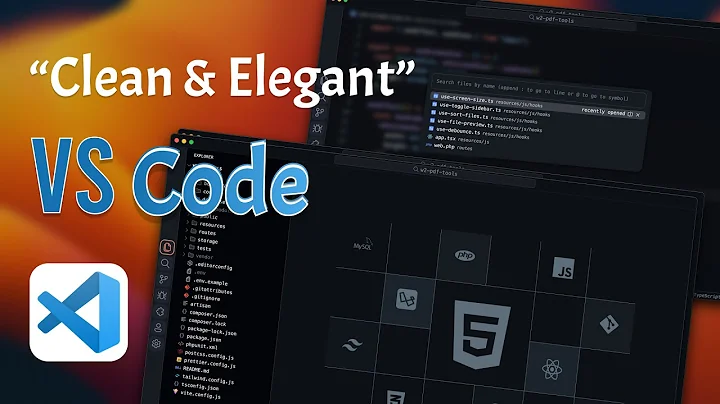 w2-pdf-tools
“Clean & Elegant”
VS Code
Search files by name (append : to go to line or @ to go to symbol)
use-screen-size.ts resources/js/hooks
recently opened
use-toggle-sidebar.ts resources/js/hooks
use-sort-files.ts resources/js/hooks
use-file-preview.ts resources/js/hooks
use-debounce.ts resources/js/hooks
app.tsx resources/js
web.php routes
w2-pdf-tools
EXPLORER
public
resources
routes
storage
tests
vendor
.editorconfig
.env
.env.example
.gitattributes
.gitignore
artisan
composer.json
composer.lock
package-lock.json
package.json
phpunit.xml
postcss.config.js
prettier.config.js
README.md
tailwind.config.js
tsconfig.json
vite.config.js
MySQL
php
JS
5